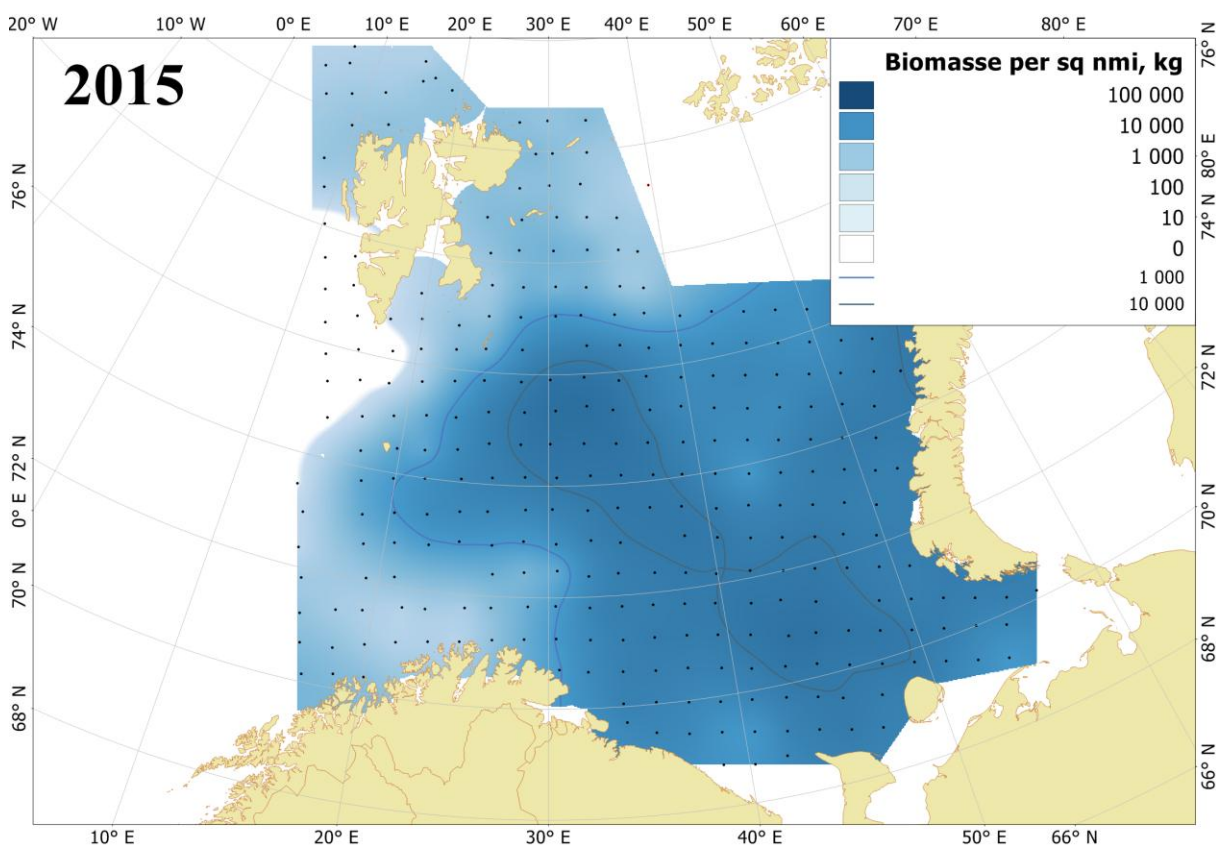 20° W 10° W 0° E 10° E 20° E 30° E 40° E 50° E 60° E 70° E 80° E
2015
Biomasse per sq nmi, kg
100 000
10 000
1 000
100
10
0
1 000
10 000
76° N
74° N
72° N
0° E
70° N
68° N
76° N
80° E
74° N
72° N
70° N
68° N
66° N
10° E 20° E 30° E 40° E 50° E 66° N